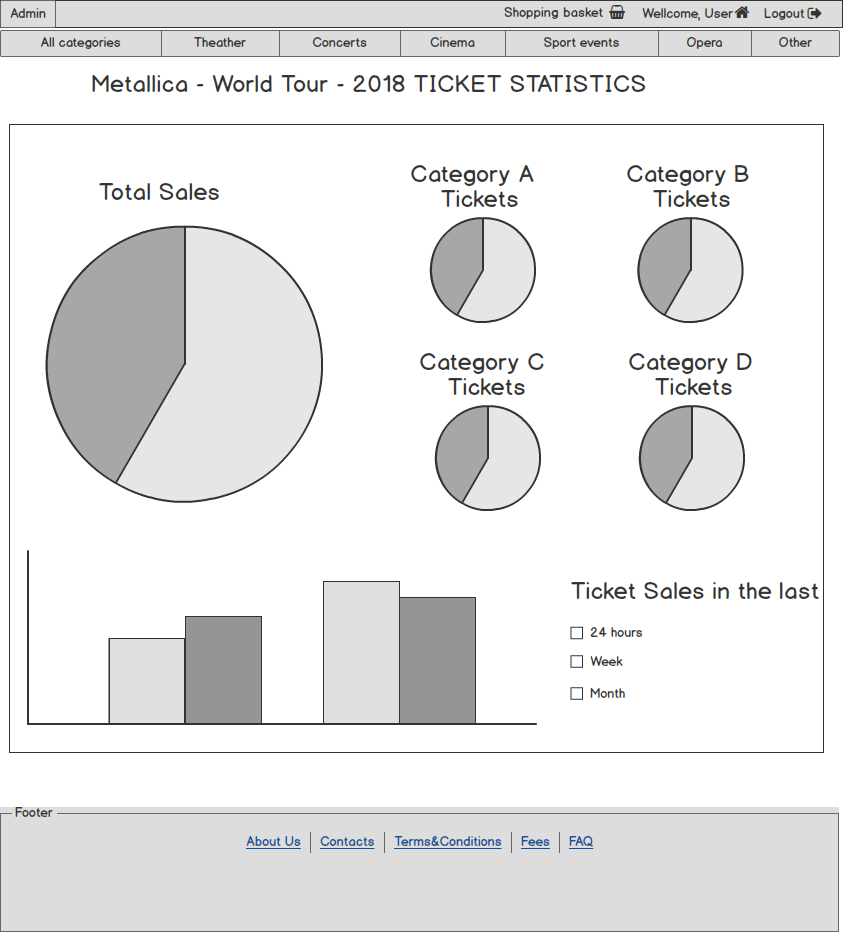 Admin
Shopping basket
Wellcome, User
Logout
All categories
Theather
Concerts
Cinema
Sport events
Opera
Other
Metallica - World Tour - 2018 TICKET STATISTICS
Total Sales
Category A
Tickets
Category B
Tickets
Category C
Tickets
Category D
Tickets
Ticket Sales in the last
24 hours
Week
Month
Footer
About Us
Contacts
Terms&Conditions
Fees
FAQ